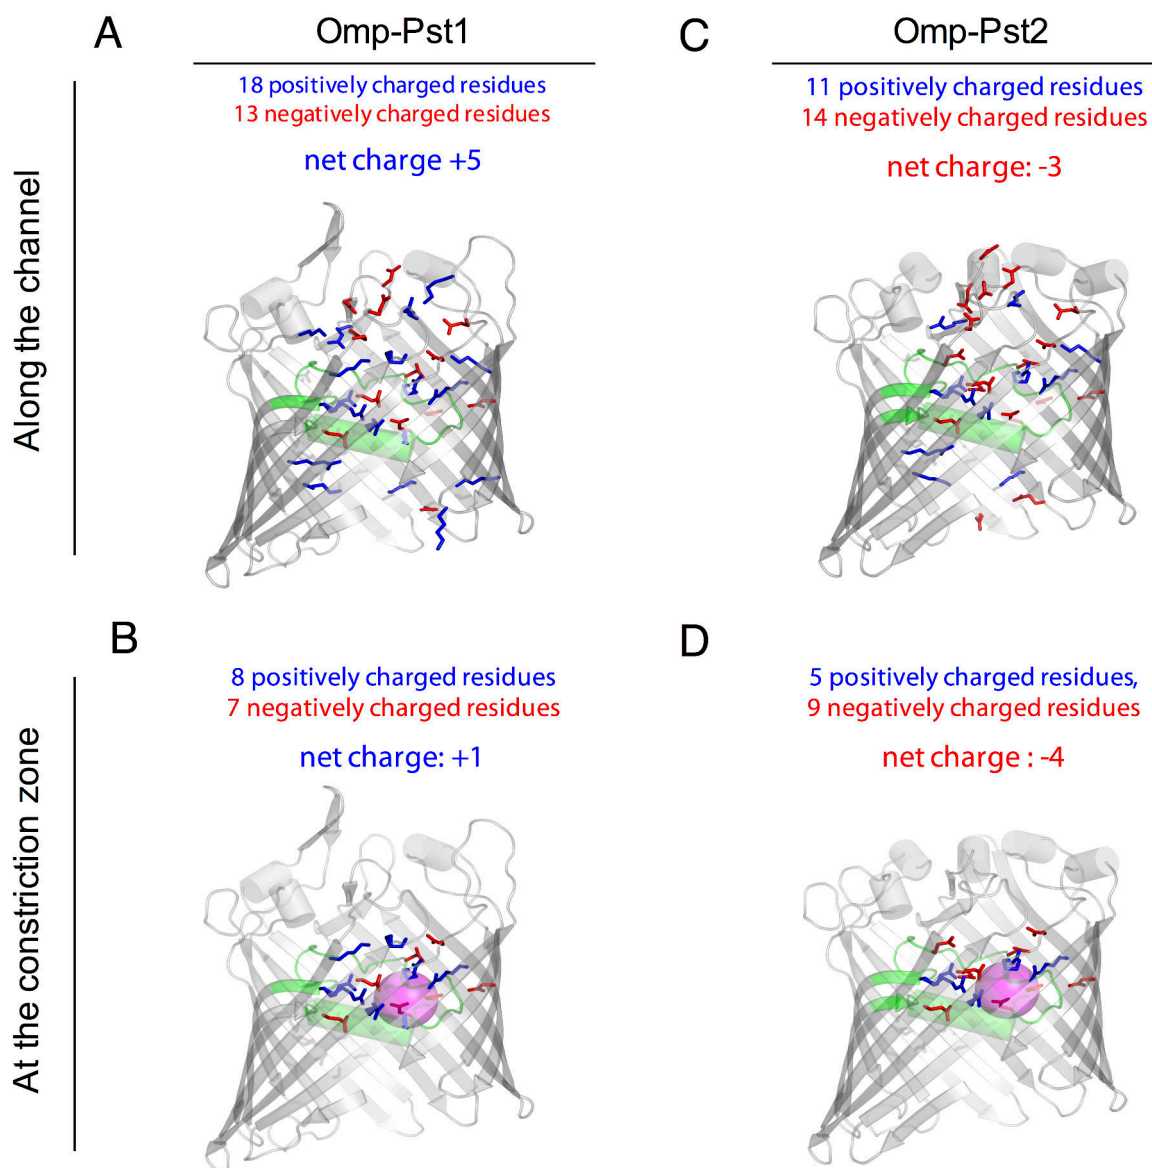 A
Omp-Pst1
18 positively charged residues
13 negatively charged residues
net charge +5
C
Omp-Pst2
11 positively charged residues
14 negatively charged residues
net charge: -3
Along the channel
B
8 positively charged residues
7 negatively charged residues
net charge: +1
D
5 positively charged residues,
9 negatively charged residues
net charge : -4
At the constriction zone